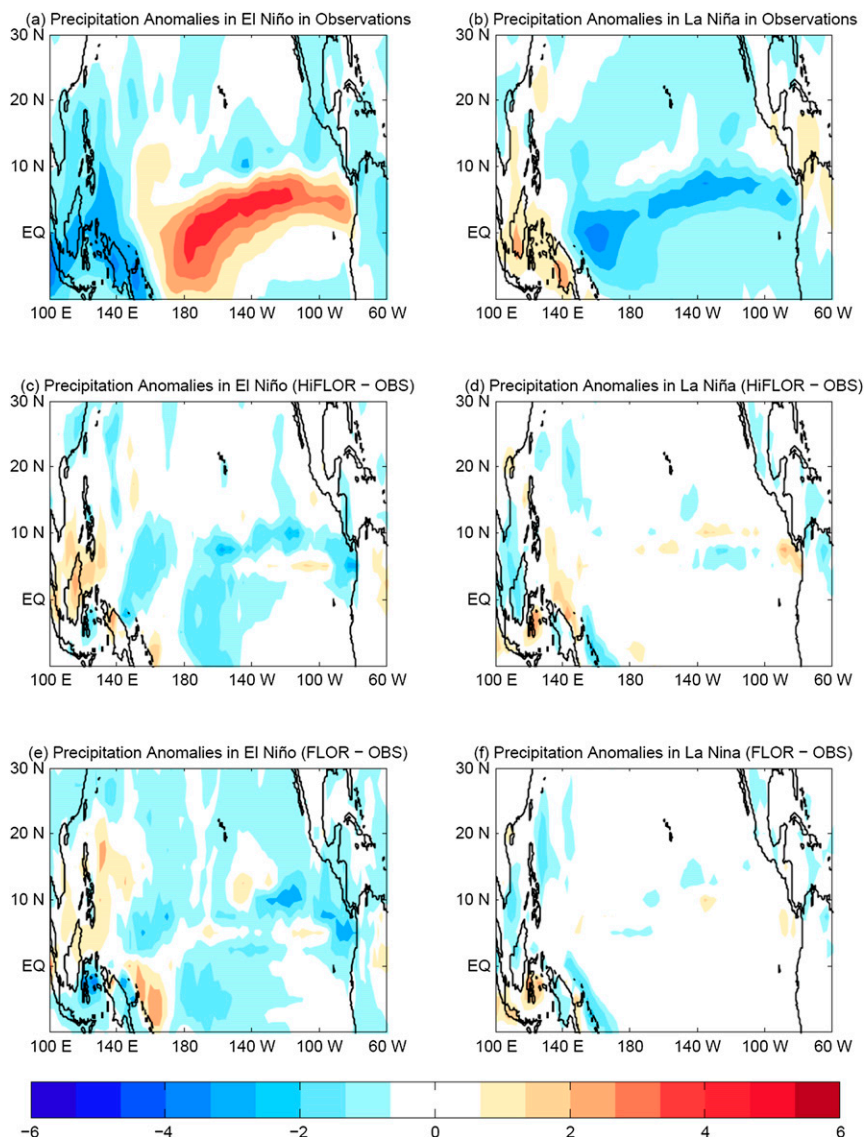 (a) Precipitation Anomalies in El Niño in Observations
30 N
20 N
10 N
EQ
100 E 140 E 180 140 W 100 W 60 W
(b) Precipitation Anomalies in La Niña in Observations
30 N
20 N
10 N
EQ
100 E 140 E 180 140 W 100 W 60 W
(c) Precipitation Anomalies in El Niño (HiFLOR − OBS)
30 N
20 N
10 N
EQ
100 E 140 E 180 140 W 100 W 60 W
(d) Precipitation Anomalies in La Niña (HiFLOR − OBS)
30 N
20 N
10 N
EQ
100 E 140 E 180 140 W 100 W 60 W
(e) Precipitation Anomalies in El Niño (FLOR − OBS)
30 N
20 N
10 N
EQ
100 E 140 E 180 140 W 100 W 60 W
(f) Precipitation Anomalies in La Nina (FLOR − OBS)
30 N
20 N
10 N
EQ
100 E 140 E 180 140 W 100 W 60 W
−6 −4 −2 0 2 4 6